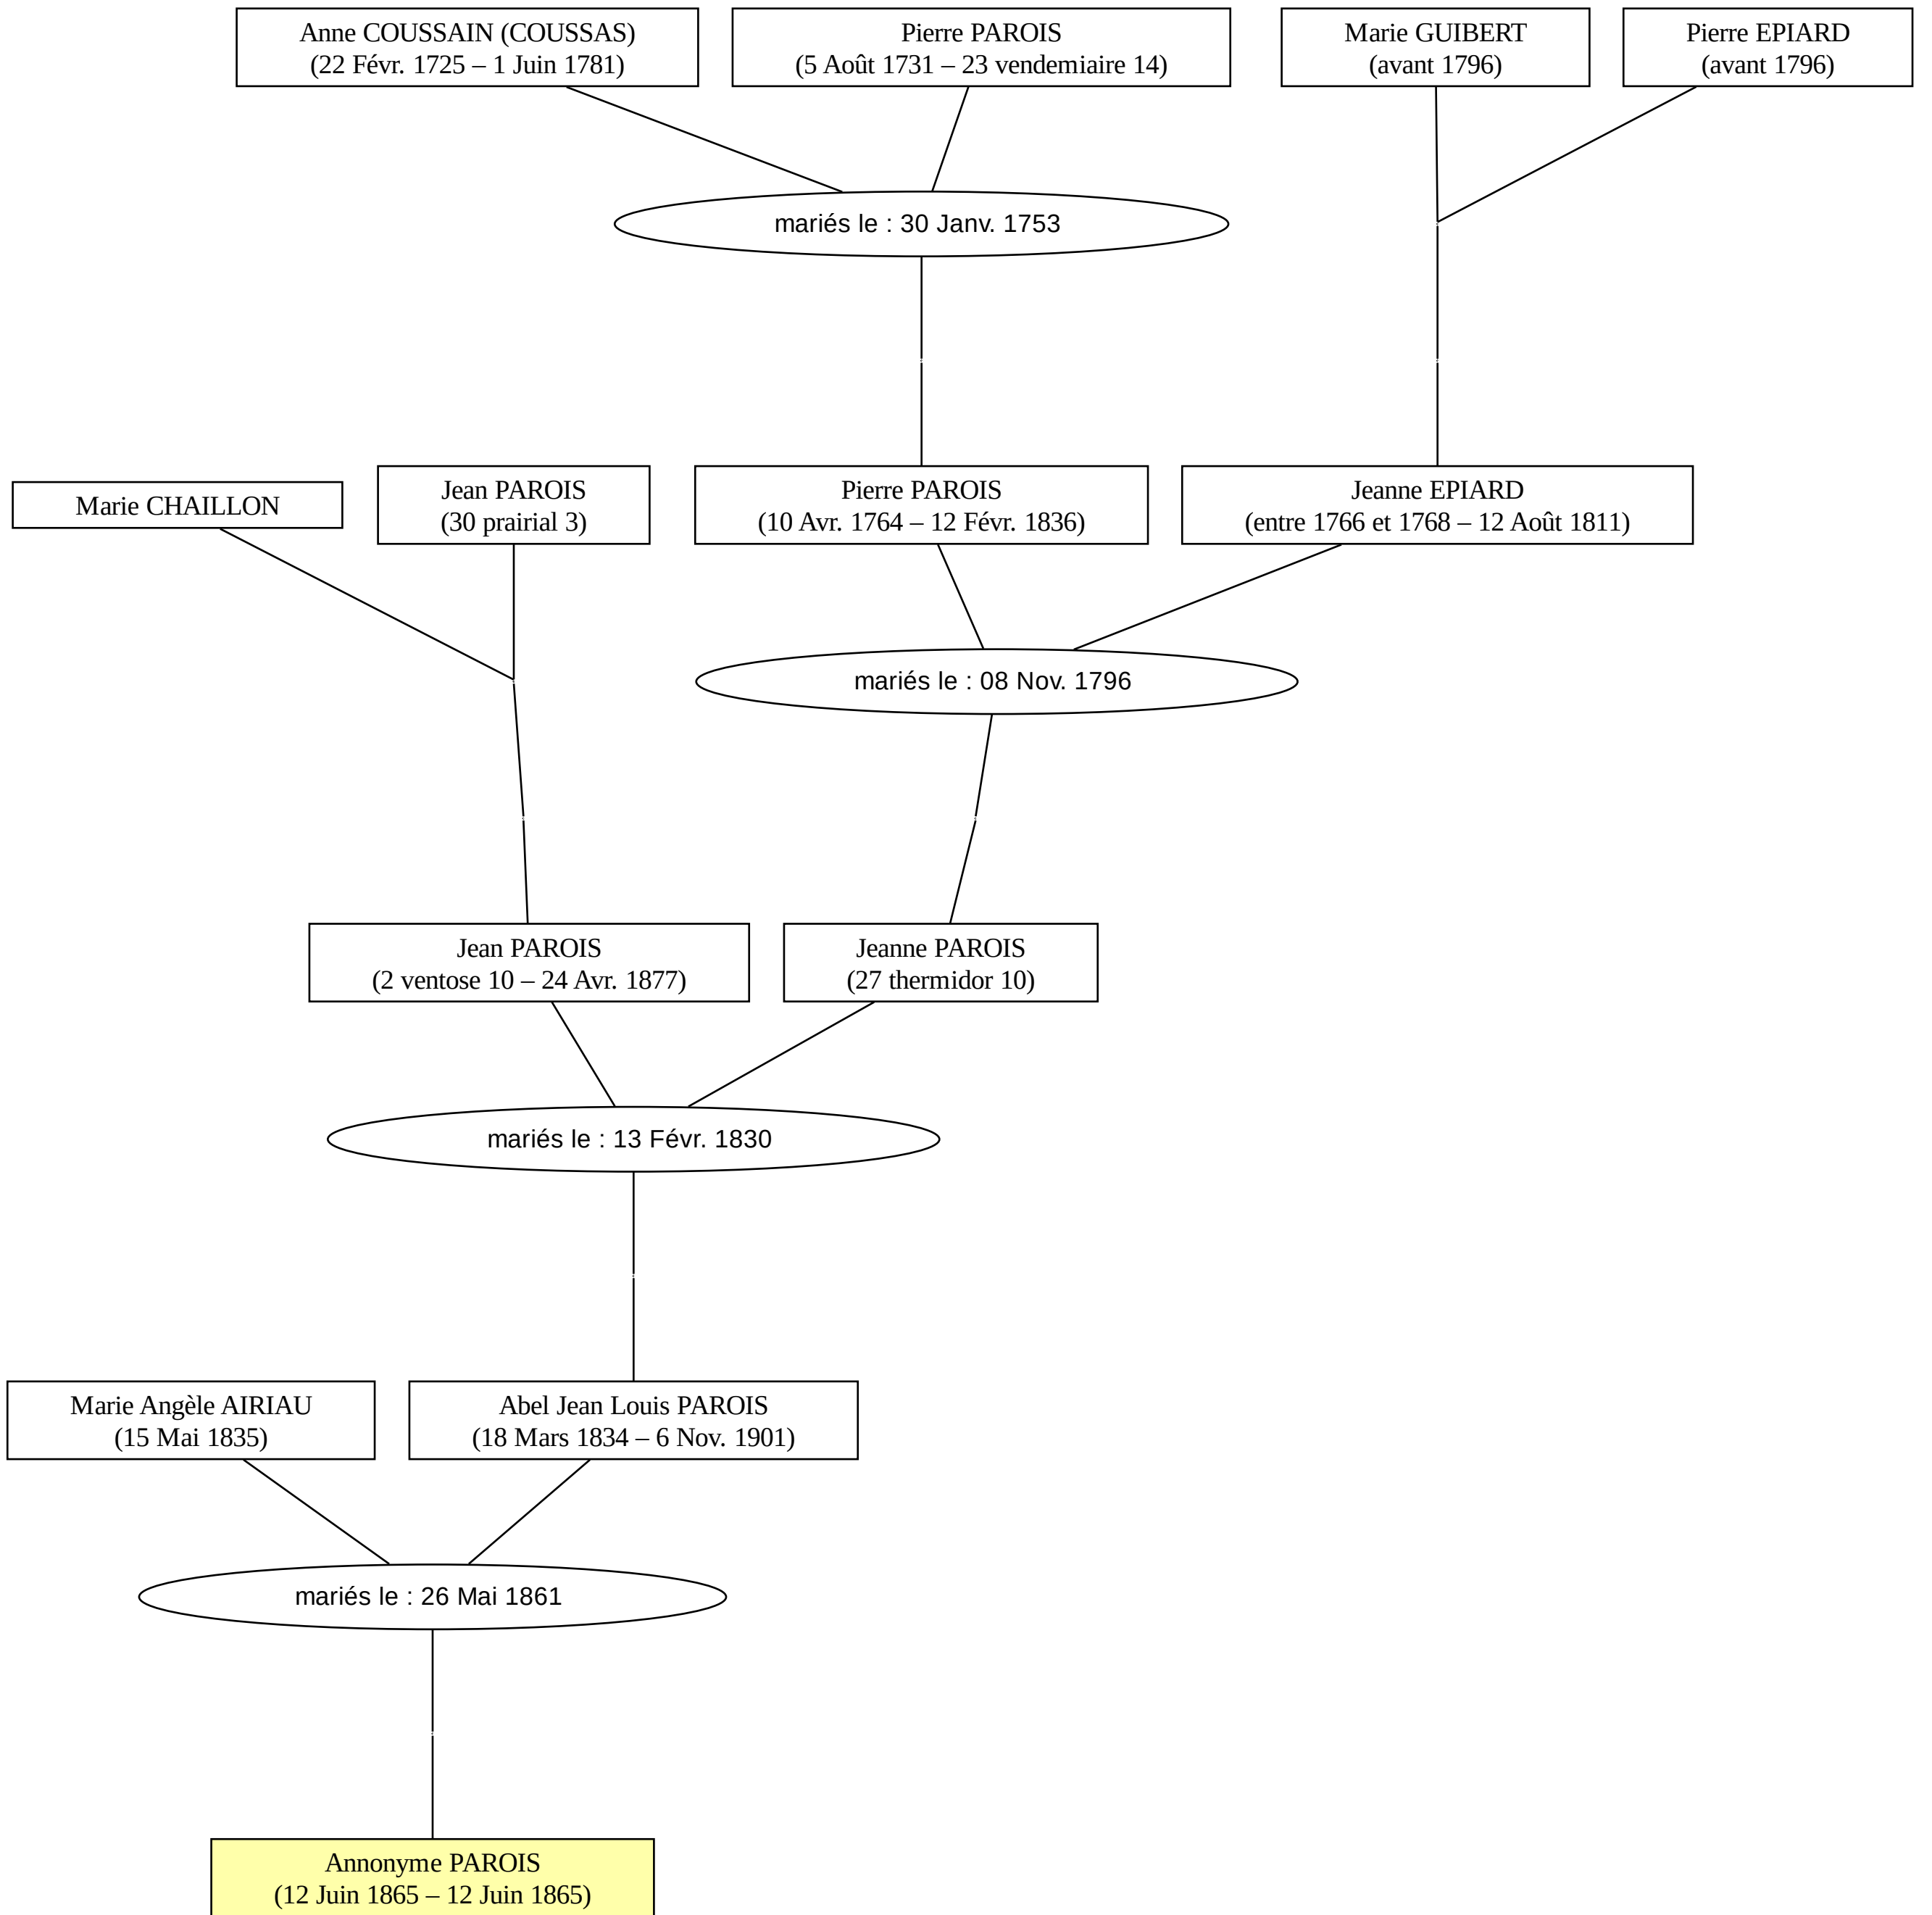 Anne COUSSAIN (COUSSAS)
(22 Févr. 1725 – 1 Juin 1781)
Pierre PAROIS
(5 Août 1731 – 23 vendemiaire 14)
Marie GUIBERT
(avant 1796)
Pierre EPIARD
(avant 1796)
mariés le : 30 Janv. 1753
Marie CHAILLON
Jean PAROIS
(30 prairial 3)
Pierre PAROIS
(10 Avr. 1764 – 12 Févr. 1836)
Jeanne EPIARD
(entre 1766 et 1768 – 12 Août 1811)
mariés le : 08 Nov. 1796
Jean PAROIS
(2 ventose 10 – 24 Avr. 1877)
Jeanne PAROIS
(27 thermidor 10)
mariés le : 13 Févr. 1830
Marie Angèle AIRIAU
(15 Mai 1835)
Abel Jean Louis PAROIS
(18 Mars 1834 – 6 Nov. 1901)
mariés le : 26 Mai 1861
Annonyme PAROIS
(12 Juin 1865 – 12 Juin 1865)